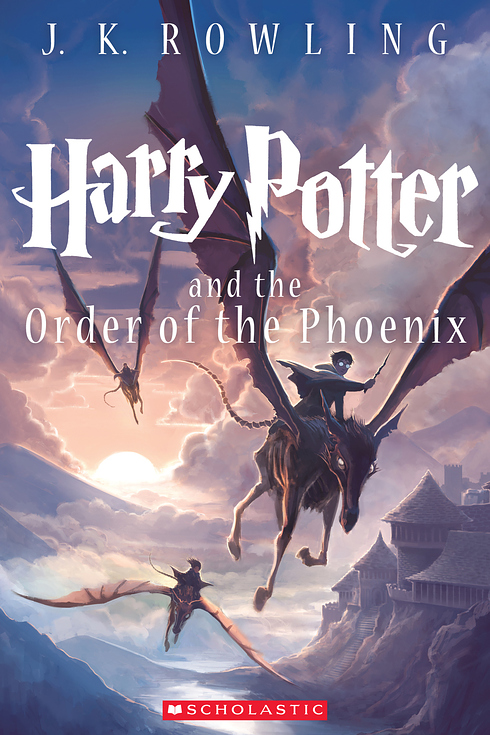 J. K. ROWLING
Harry Potter
and the
Order of the Phoenix
SCHOLASTIC